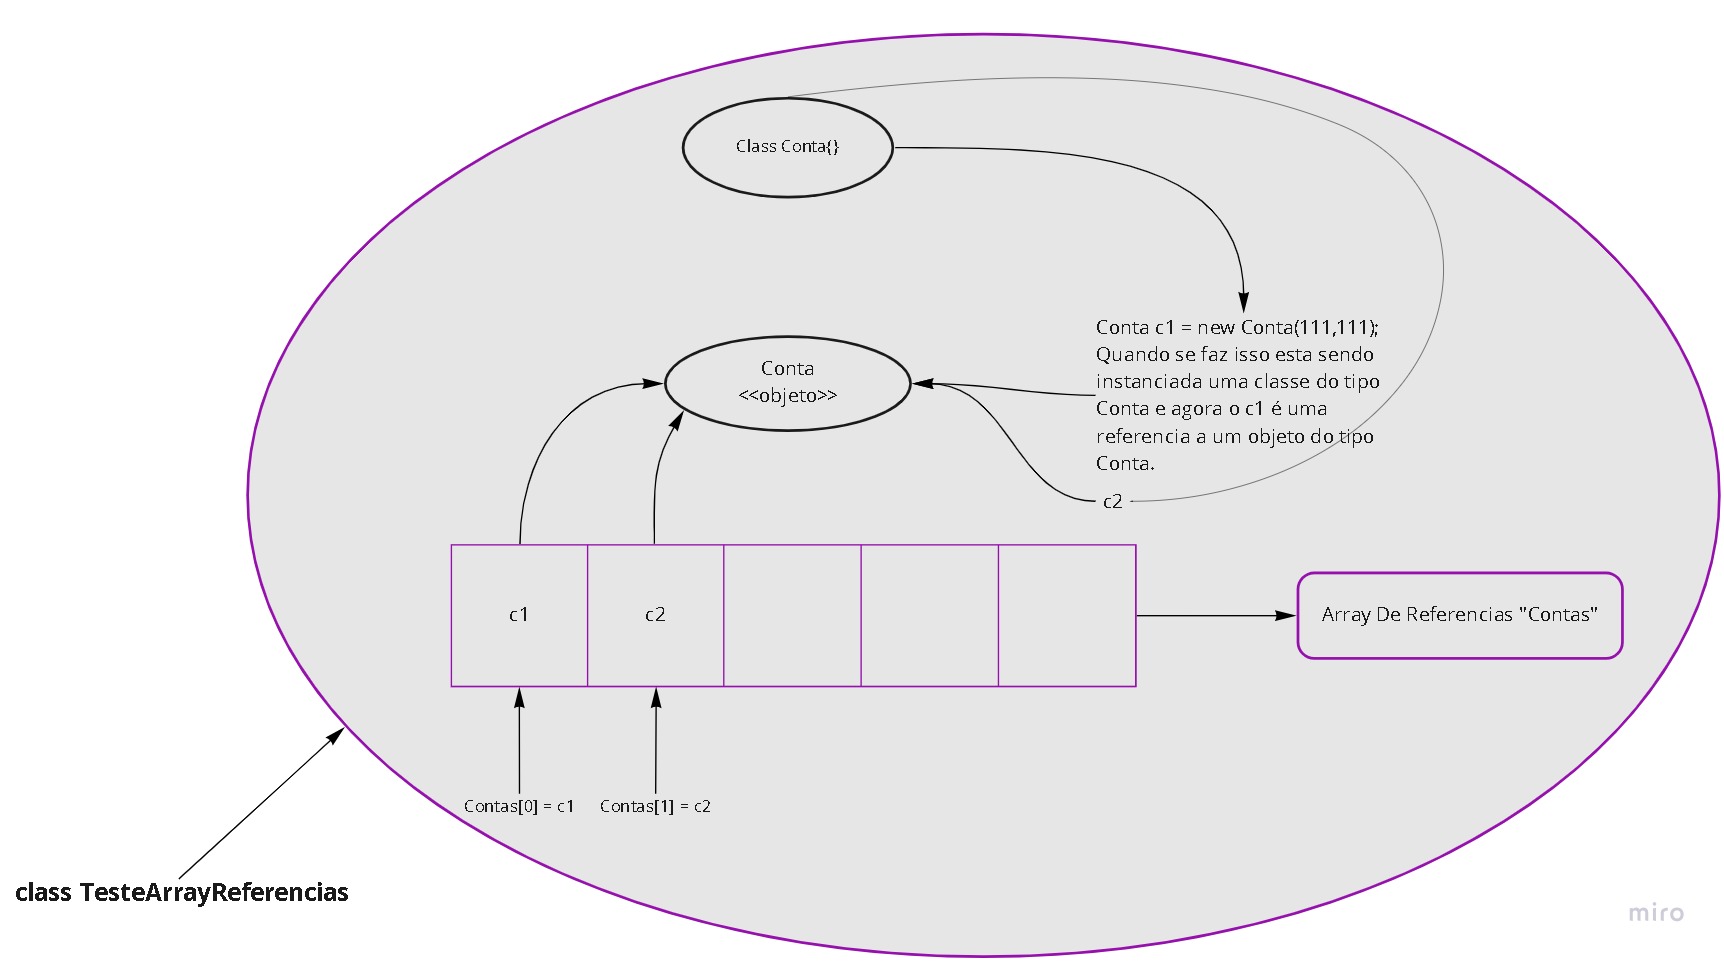 Class Conta{}
Conta c1 = new Conta(111,111);
Quando se faz isso esta sendo
instanciada uma classe do tipo
Conta e agora o c1 é uma
referencia a um objeto do tipo
Conta.
Conta
<<objeto>>
c2
c1
c2
Array De Referencias "Contas"
Contas[0] = c1
Contas[1] = c2
class TesteArrayReferencias
miro